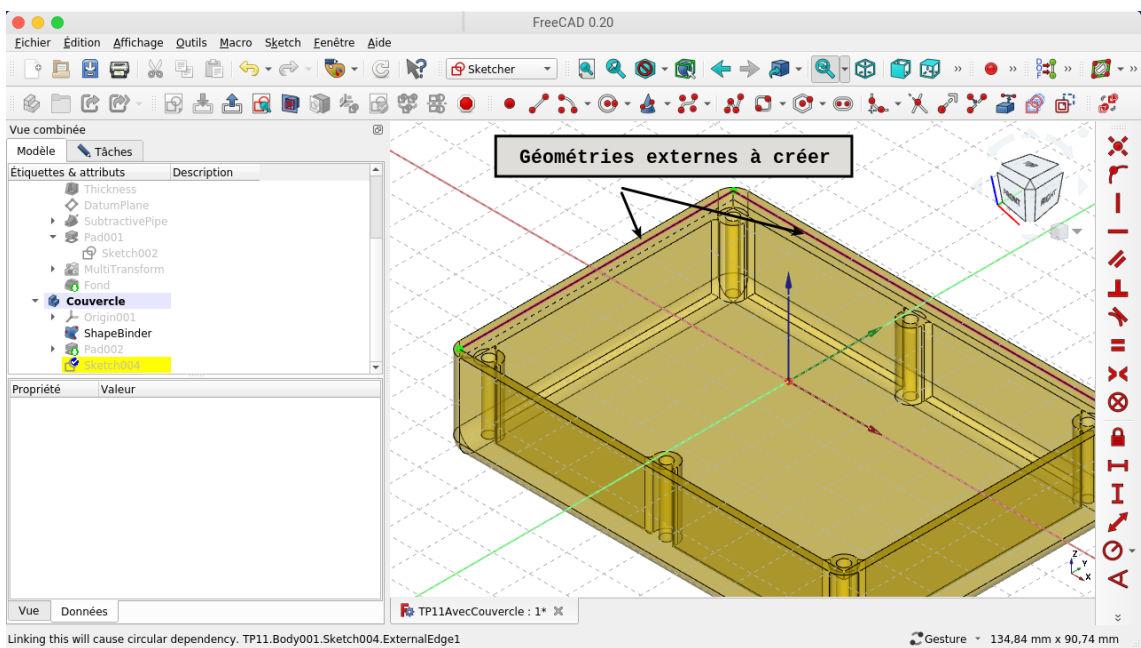 FreeCAD 0.20
Fichier Édition Affichage Outils Macro Sketch Fenêtre Aide
Sketcher
Vue combinée
Modèle Tâches
Étiquettes & attributs Description
Thickness
DatumPlane
SubtractivePipe
Pad001
Sketch002
MultiTransform
Fond
Couvercle
Origin001
ShapeBinder
Pad002
Sketch004
Propriété Valeur
Géométries externes à créer
FRONT RIGHT
Z
Y
X
Vue Données
TP11AvecCouvercle : 1*
Linking this will cause circular dependency. TP11.Body001.Sketch004.ExternalEdge1
Gesture 134,84 mm x 90,74 mm